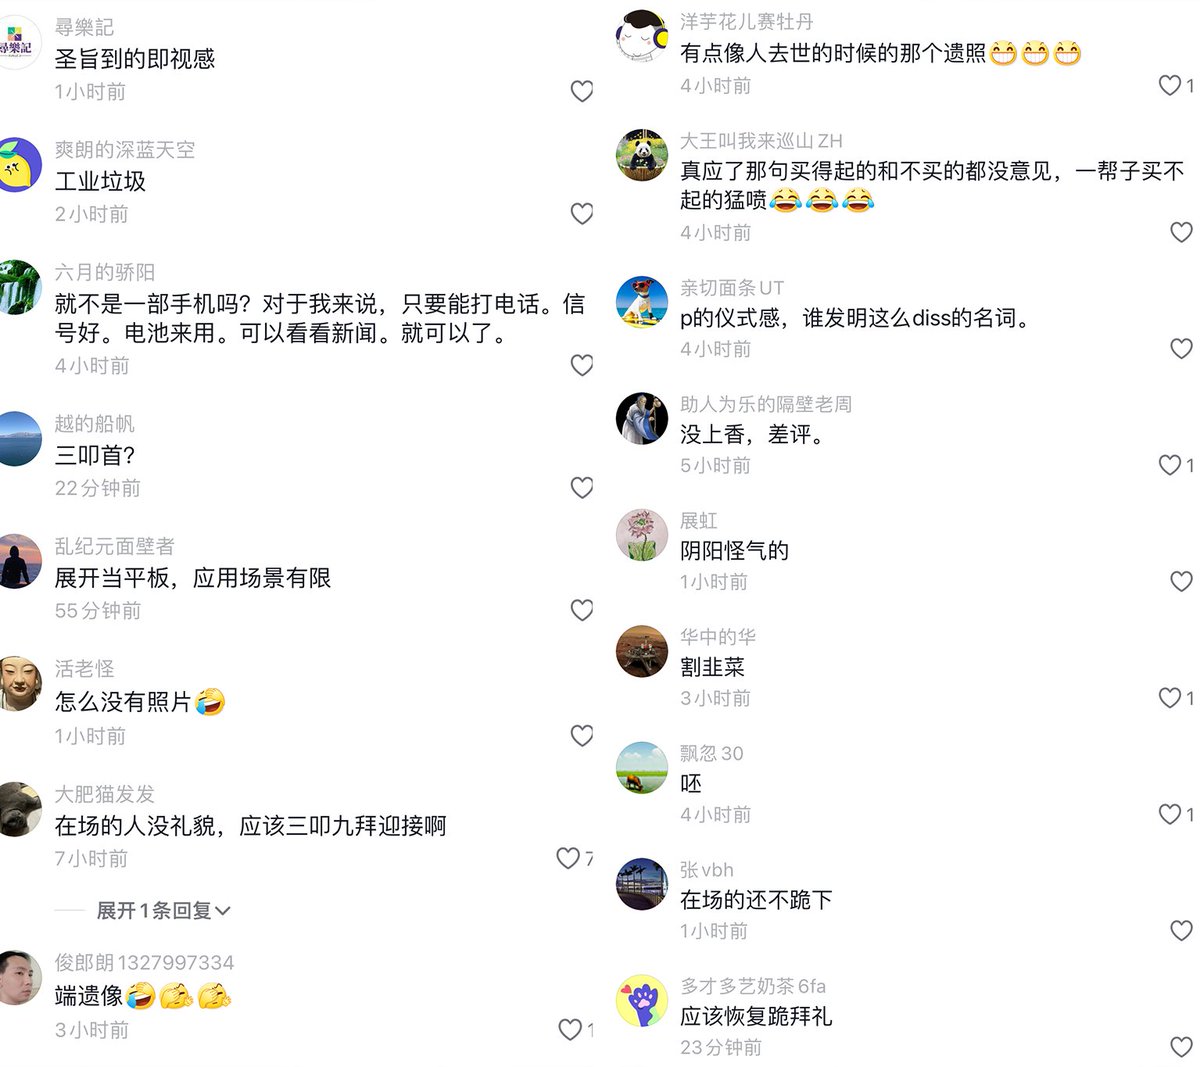 尋樂記
圣旨到的即视感
1小时前
爽朗的深蓝天空
工业垃圾
2小时前
六月的骄阳
就不是一部手机吗？对于我来说，只要能打电话。信
号好。电池来用。可以看看新闻。就可以了。
4小时前
越的船帆
三叩首?
22分钟前
乱纪元面壁者
展开当平板，应用场景有限
55分钟前
活老怪
怎么没有照片🤣
1小时前
大肥猫发发
在场的人没礼貌，应该三叩九拜迎接啊
7小时前
7
展开1条回复
俊郎朗1327997334
端遗像🤣🤗🤗
3小时前
1
洋芋花儿赛牡丹
有点像人去世的时候的那个遗照😁😁😁
4小时前
1
大王叫我来巡山ZH
真应了那句买得起的和不买的都没意见，一帮子买不
起的猛喷😂😂😂
4小时前
亲切面条UT
p的仪式感，谁发明这么diss的名词。
4小时前
助人为乐的隔壁老周
没上香，差评。
5小时前
1
展虹
阴阳怪气的
1小时前
华中的华
割韭菜
3小时前
1
飘忽30
呸
4小时前
1
张vbh
在场的还不跪下
1小时前
多才多艺奶茶6fa
应该恢复跪拜礼
23分钟前